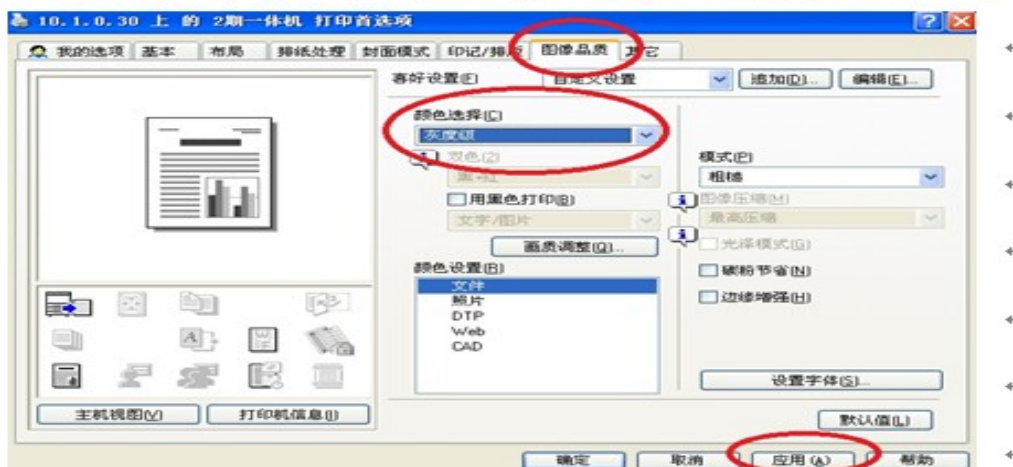 10.1.0.30 上 的 2期一体机 打印首选项
我的选项 基本 布局 排纸处理 封面模式 印记/排版 图像品质 其它
喜好设置(F) 自定义设置 追加(D)... 编辑(E)...
颜色选择(C)
灰度级
双色(2)
模式(P)
黑+红
粗糙
用黑色打印(B)
图像压缩(M)
文字/图片
最高压缩
画质调整(Q)...
光泽模式(G)
颜色设置(R)
碳粉节省(N)
文件
照片
边缘增强(H)
DTP
Web
CAD
设置字体(S)...
主机视图(V) 打印机信息(I)
默认值(L)
确定 取消 应用(A) 帮助